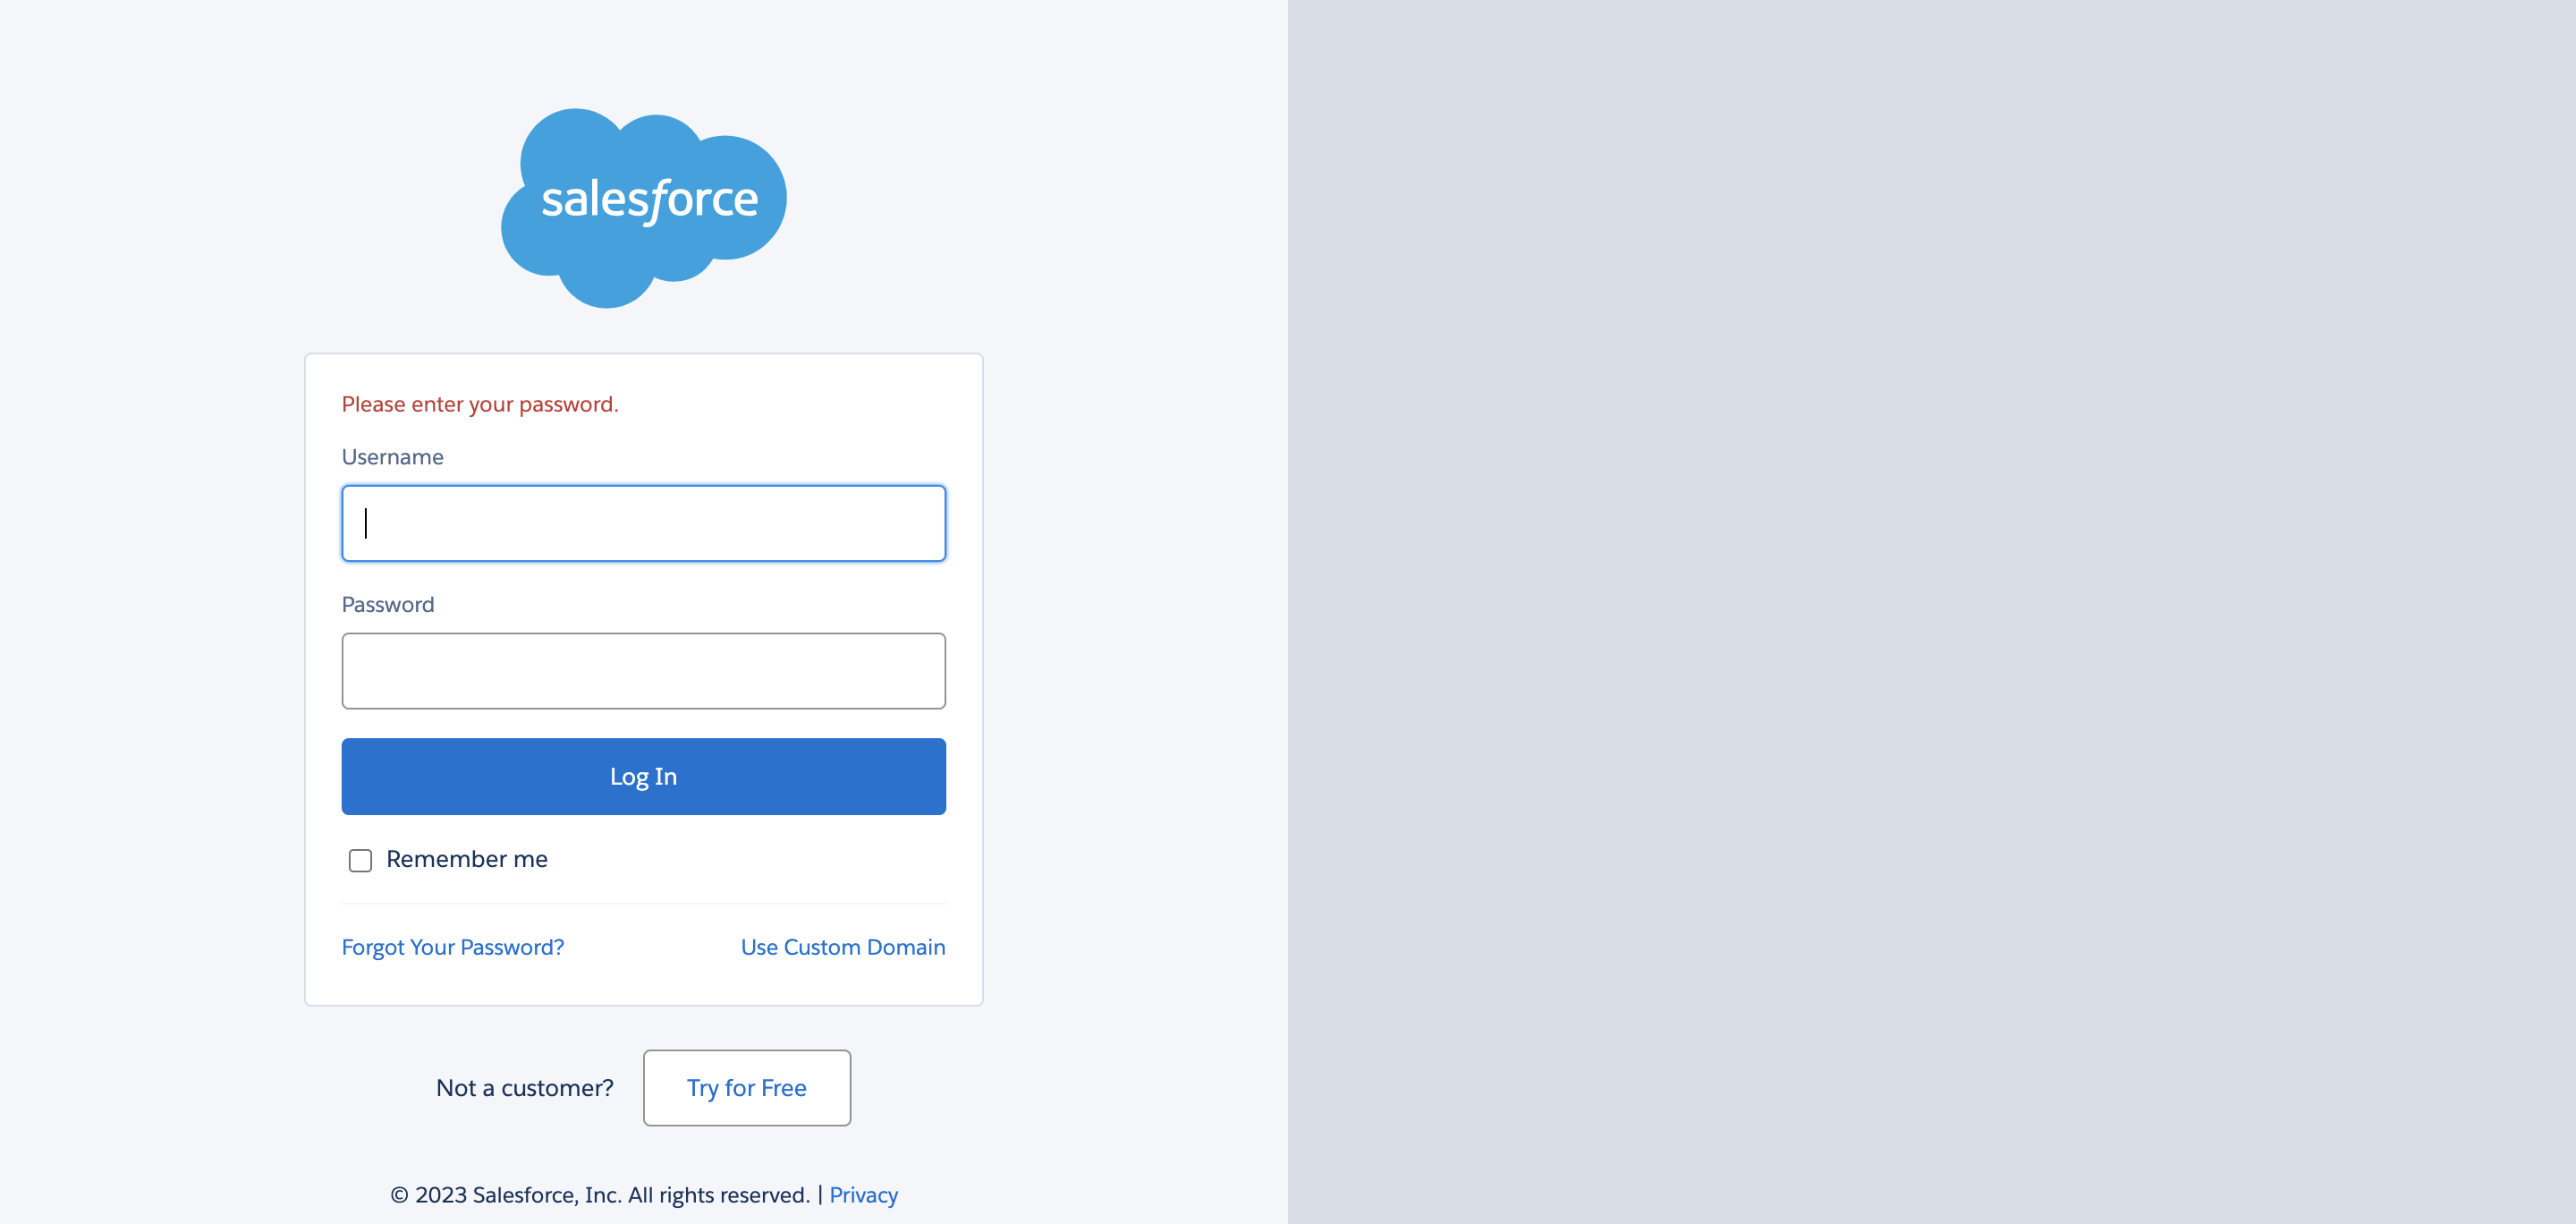 salesforce
Please enter your password.
Username
Password
Log In
Remember me
Forgot Your Password? Use Custom Domain
Not a customer? Try for Free
© 2023 Salesforce, Inc. All rights reserved. | Privacy